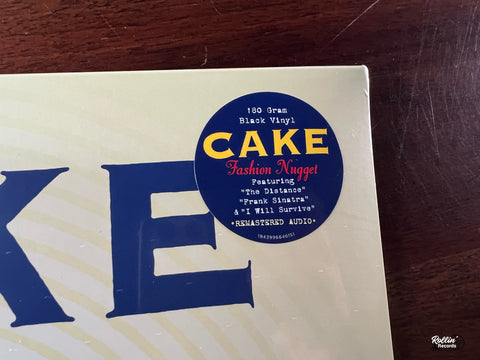 180 Gram
Black Vinyl
CAKE
Fashion Nugget
Featuring
"The Distance"
"Frank Sinatra"
& "I Will Survive"
•REMASTERED AUDIO•
19439966461S1
KE
Rollin'
Records